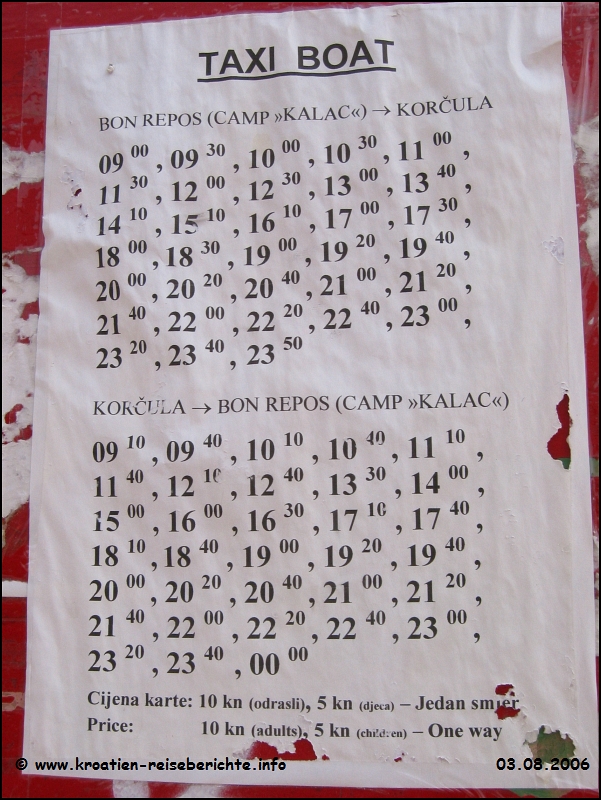 TAXI BOAT
BON REPOS (CAMP »KALAC«) → KORČULA
09 00 , 09 30 , 10 00 , 10 30 , 11 00 ,
11 30 , 12 00 , 12 30 , 13 00 , 13 40 ,
14 10 , 15 10 , 16 10 , 17 00 , 17 30 ,
18 00 , 18 30 , 19 00 , 19 20 , 19 40 ,
20 00 , 20 20 , 20 40 , 21 00 , 21 20 ,
21 40 , 22 00 , 22 20 , 22 40 , 23 00 ,
23 20 , 23 40 , 23 50
KORČULA → BON REPOS (CAMP »KALAC«)
09 10 , 09 40 , 10 10 , 10 40 , 11 10 ,
11 40 , 12 10 , 12 40 , 13 30 , 14 00 ,
15 00 , 16 00 , 16 30 , 17 10 , 17 40 ,
18 10 , 18 40 , 19 00 , 19 20 , 19 40 ,
20 00 , 20 20 , 20 40 , 21 00 , 21 20 ,
21 40 , 22 00 , 22 20 , 22 40 , 23 00 ,
23 20 , 23 40 , 00 00
Cijena karte: 10 kn (odrasli), 5 kn (djeca) – Jedan smjer
Price: 10 kn (adults), 5 kn (children) – One way
© www.kroatien-reiseberichte.info 03.08.2006